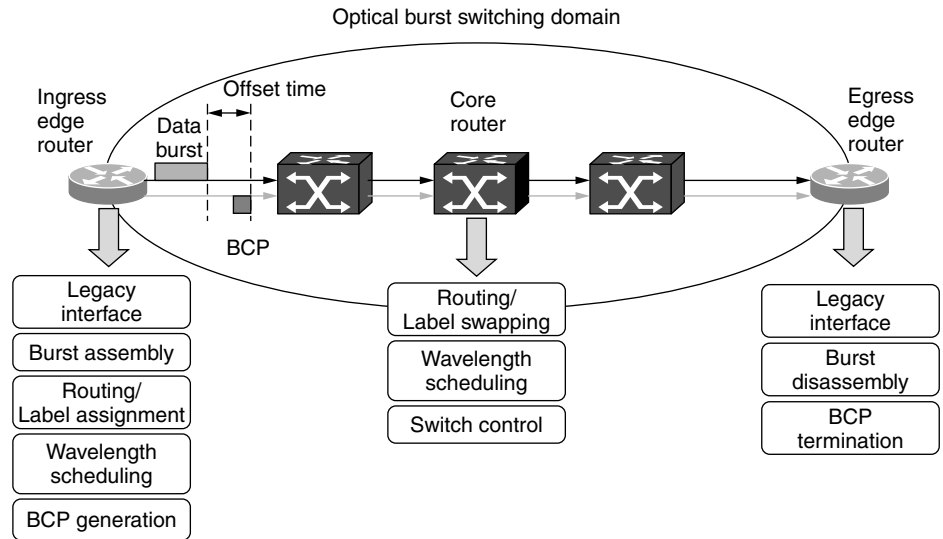 Optical burst switching domain
Ingress
edge
router
Offset time
Data
burst
BCP
Core
router
Egress
edge
router
Legacy
interface
Burst assembly
Routing/
Label assignment
Wavelength
scheduling
BCP generation
Routing/
Label swapping
Wavelength
scheduling
Switch control
Legacy
interface
Burst
disassembly
BCP
termination